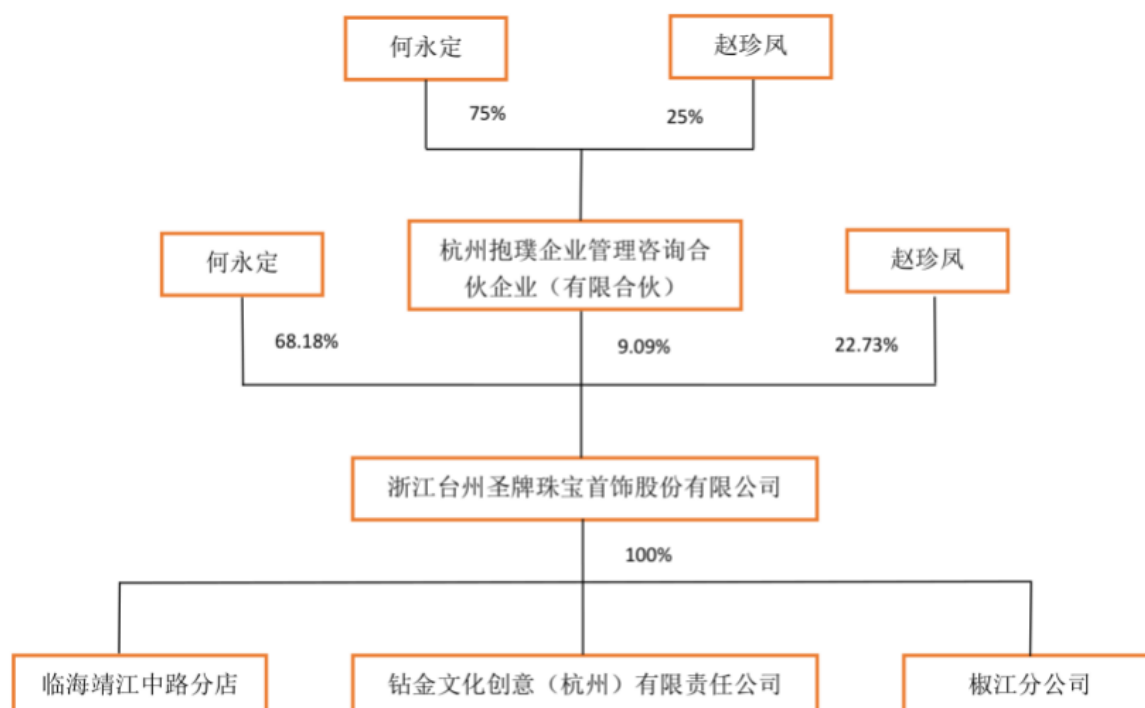 何永定
赵珍凤
75%
25%
杭州抱璞企业管理咨询合
伙企业（有限合伙）
何永定
赵珍凤
68.18%
9.09%
22.73%
浙江台州圣牌珠宝首饰股份有限公司
100%
临海靖江中路分店
钻金文化创意（杭州）有限责任公司
椒江分公司